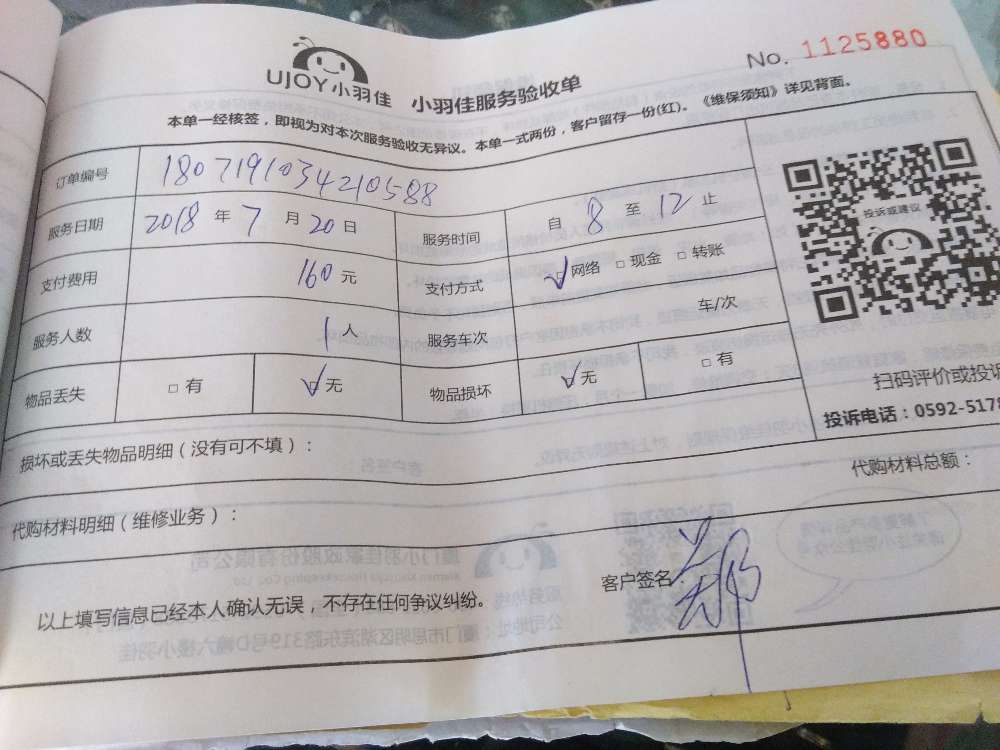 No. 1125880
UJOY小羽佳 小羽佳服务验收单
本单一经核签，即视为对本次服务验收无异议。本单一式两份，客户留存一份(红)。《维保须知》详见背面。
订单编号 1807191034210588
服务日期 2018 年 7 月 20 日 服务时间 自 8 至 12 止
支付费用 160 元 支付方式 ☑网络 □现金 □转账
服务人数 1 人 服务车次 车/次
物品丢失 □有 ☑无 物品损坏 ☑无 □有
投诉或建议
扫码评价或投诉
投诉电话：0592-5178
损坏或丢失物品明细（没有可不填）：
代购材料总额：
代购材料明细（维修业务）：
客户签名
以上填写信息已经本人确认无误，不存在任何争议纠纷。